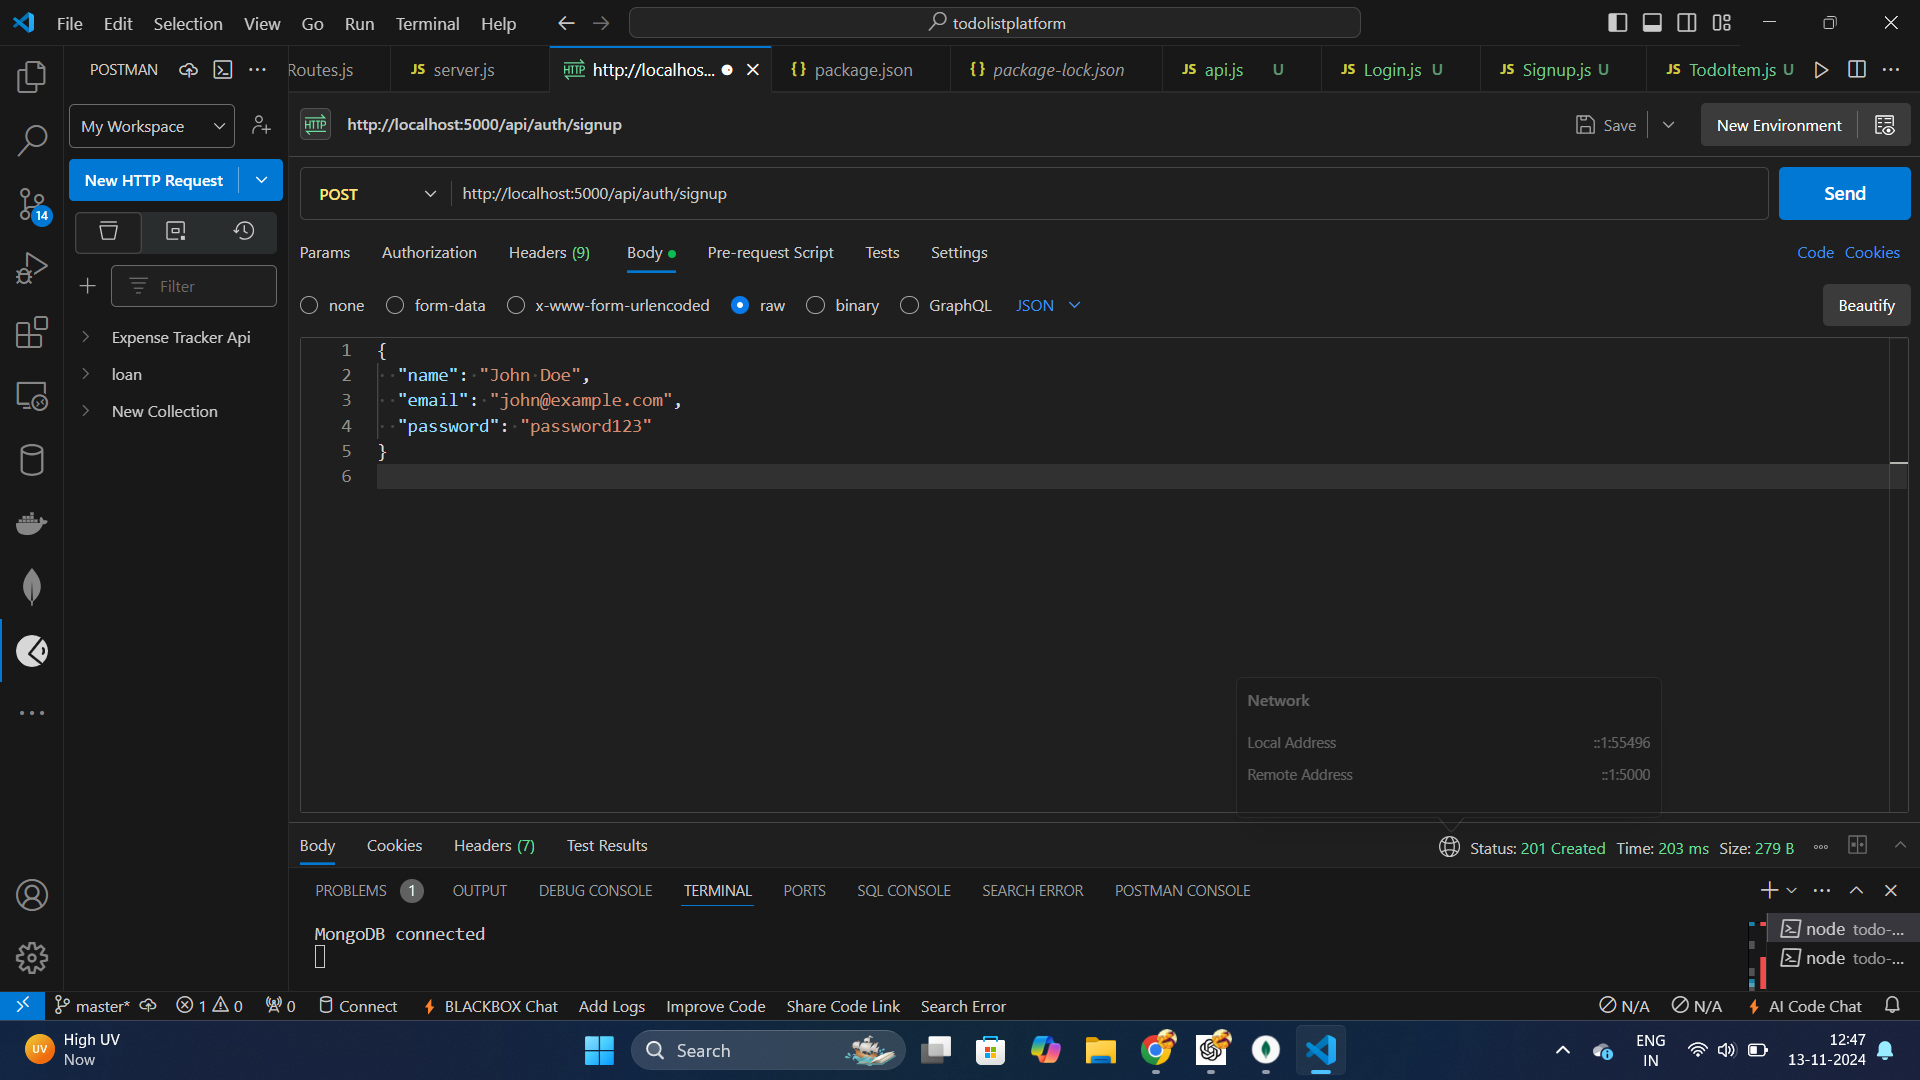 File Edit Selection View Go Run Terminal Help
todolistplatform
POSTMAN
Routes.js
JS server.js
HTTP http://localhos...
{} package.json
{} package-lock.json
JS api.js U
JS Login.js U
JS Signup.js U
JS TodoItem.js U
My Workspace
HTTP http://localhost:5000/api/auth/signup
Save
New Environment
New HTTP Request
POST http://localhost:5000/api/auth/signup
Send
14
Params Authorization Headers (9) Body Pre-request Script Tests Settings
Code Cookies
Filter
none form-data x-www-form-urlencoded raw binary GraphQL JSON
Beautify
Expense Tracker Api
loan
New Collection
1 {
2 "name": "John Doe",
3 "email": "john@example.com",
4 "password": "password123"
5 }
6
Network
Local Address ::1:55496
Remote Address ::1:5000
Body Cookies Headers (7) Test Results
Status: 201 Created Time: 203 ms Size: 279 B
PROBLEMS 1 OUTPUT DEBUG CONSOLE TERMINAL PORTS SQL CONSOLE SEARCH ERROR POSTMAN CONSOLE
MongoDB connected
node todo-...
node todo-...
master* 1 0 0 Connect BLACKBOX Chat Add Logs Improve Code Share Code Link Search Error
N/A N/A AI Code Chat
UV
High UV
Now
Search
ENG
IN
12:47
13-11-2024